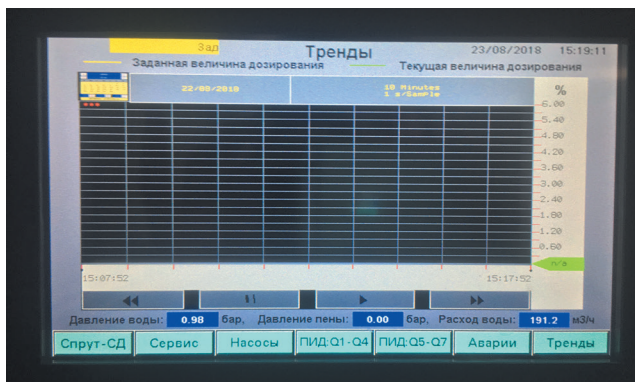 Зад
Тренды
23/08/2018 15:19:11
Заданная величина дозирования
Текущая величина дозирования
22/08/2018
10 Minutes
1 s/Sample
%
6.00
5.40
4.80
4.20
3.60
3.00
2.40
1.80
1.20
0.60
n/a
15:07:52
15:17:52
Давление воды: 0.98 бар, Давление пены: 0.00 бар, Расход воды: 191.2 м3/ч
Спрут-СД Сервис Насосы ПИД:Q1-Q4 ПИД:Q5-Q7 Аварии Тренды